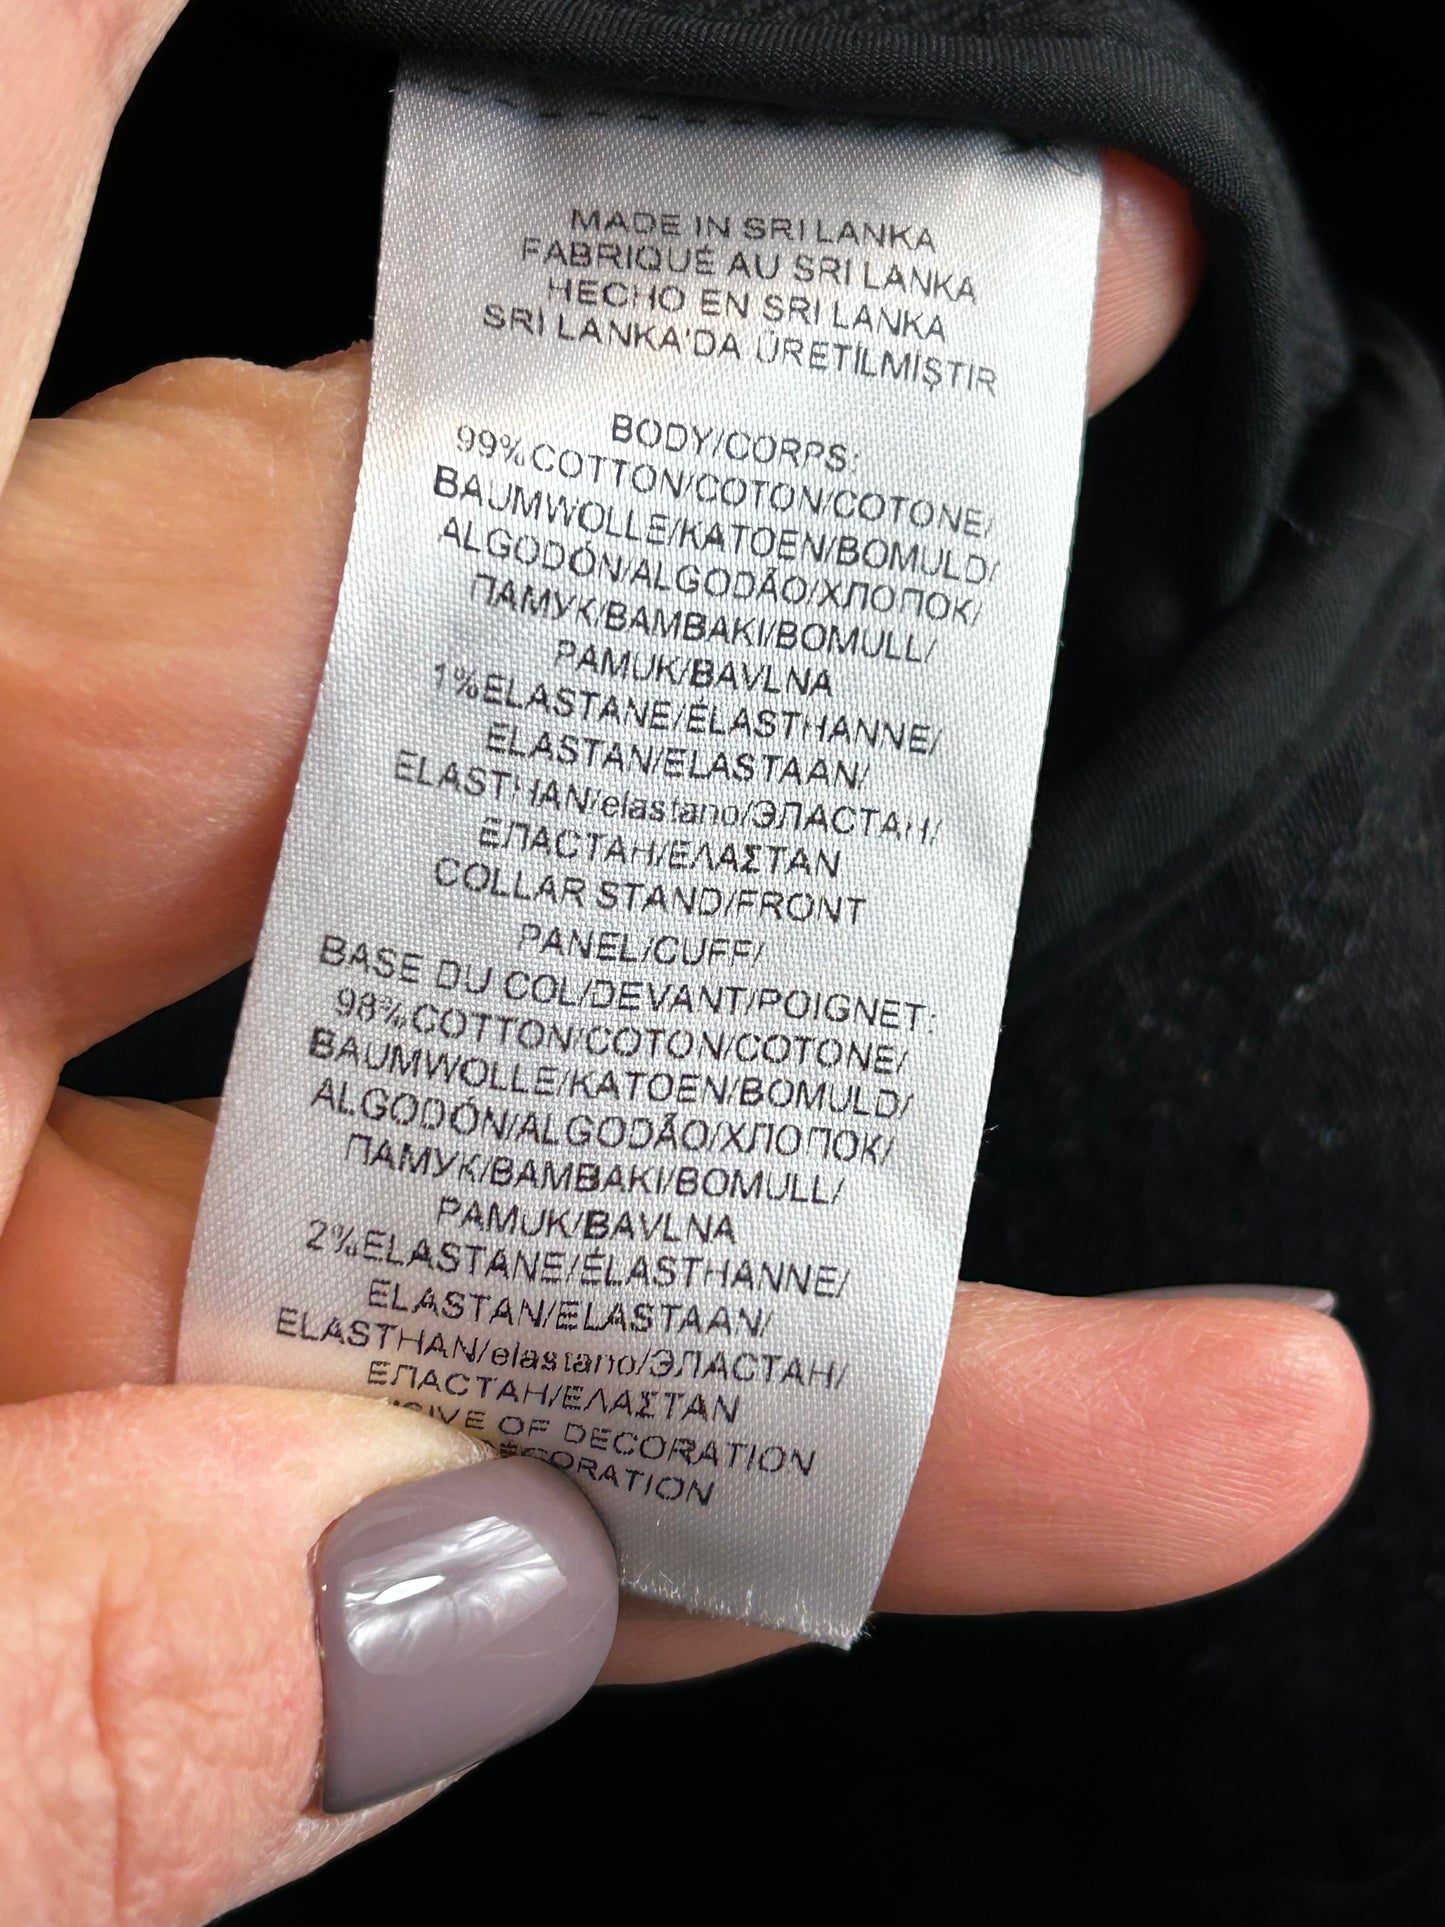 MADE IN SRI LANKA
FABRIQUÉ AU SRI LANKA
HECHO EN SRI LANKA
SRI LANKA'DA ÜRETİLMİŞTİR
BODY/CORPS:
99%COTTON/COTON/COTONE/
BAUMWOLLE/KATOEN/BOMULD/
ALGODÓN/ALGODÃO/ХЛОПОК/
ПАМУК/BAMBAKI/BOMULL/
PAMUK/BAVLNA
1%ELASTANE/ÉLASTHANNE/
ELASTAN/ELASTAAN/
ELASTHAN/elastano/ЭЛАСТАН/
ЕЛАСТАН/ΕΛΑΣΤΑΝ
COLLAR STAND/FRONT
PANEL/CUFF/
BASE DU COL/DEVANT/POIGNET:
98%COTTON/COTON/COTONE/
BAUMWOLLE/KATOEN/BOMULD/
ALGODÓN/ALGODÃO/ХЛОПОК/
ПАМУК/BAMBAKI/BOMULL/
PAMUK/BAVLNA
2%ELASTANE/ÉLASTHANNE/
ELASTAN/ELASTAAN/
ELASTHAN/elastano/ЭЛАСТАН/
ЕЛАСТАН/ΕΛΑΣΤΑΝ
OF DECORATION